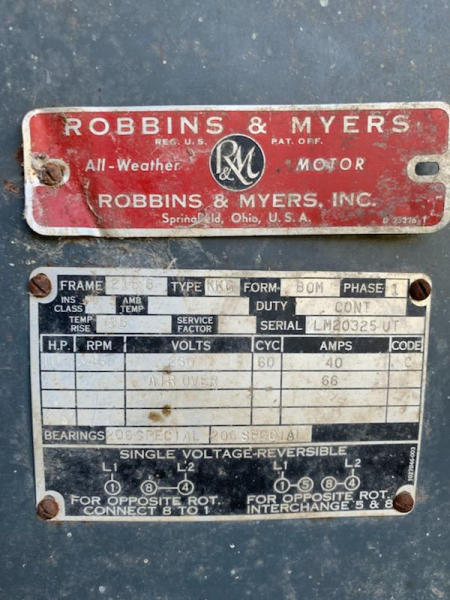 ROBBINS & MYERS
REG. U.S. PAT. OFF.
All-Weather R&M MOTOR
ROBBINS & MYERS, INC.
Springfield, Ohio, U.S.A.
FRAME TYPE KKG FORM BOM PHASE 1
INS CLASS AMB TEMP DUTY CONT
TEMP RISE SERVICE FACTOR SERIAL LM20325 UT
H.P. RPM VOLTS CYC AMPS CODE
230 60 40 C
AIR OVER 66
BEARINGS 206 SPECIAL 206 SPECIAL
SINGLE VOLTAGE-REVERSIBLE
L1 L2 L1 L2
1 8 4 1 5 8 4
FOR OPPOSITE ROT. FOR OPPOSITE ROT.
CONNECT 8 TO 1 INTERCHANGE 5 & 8